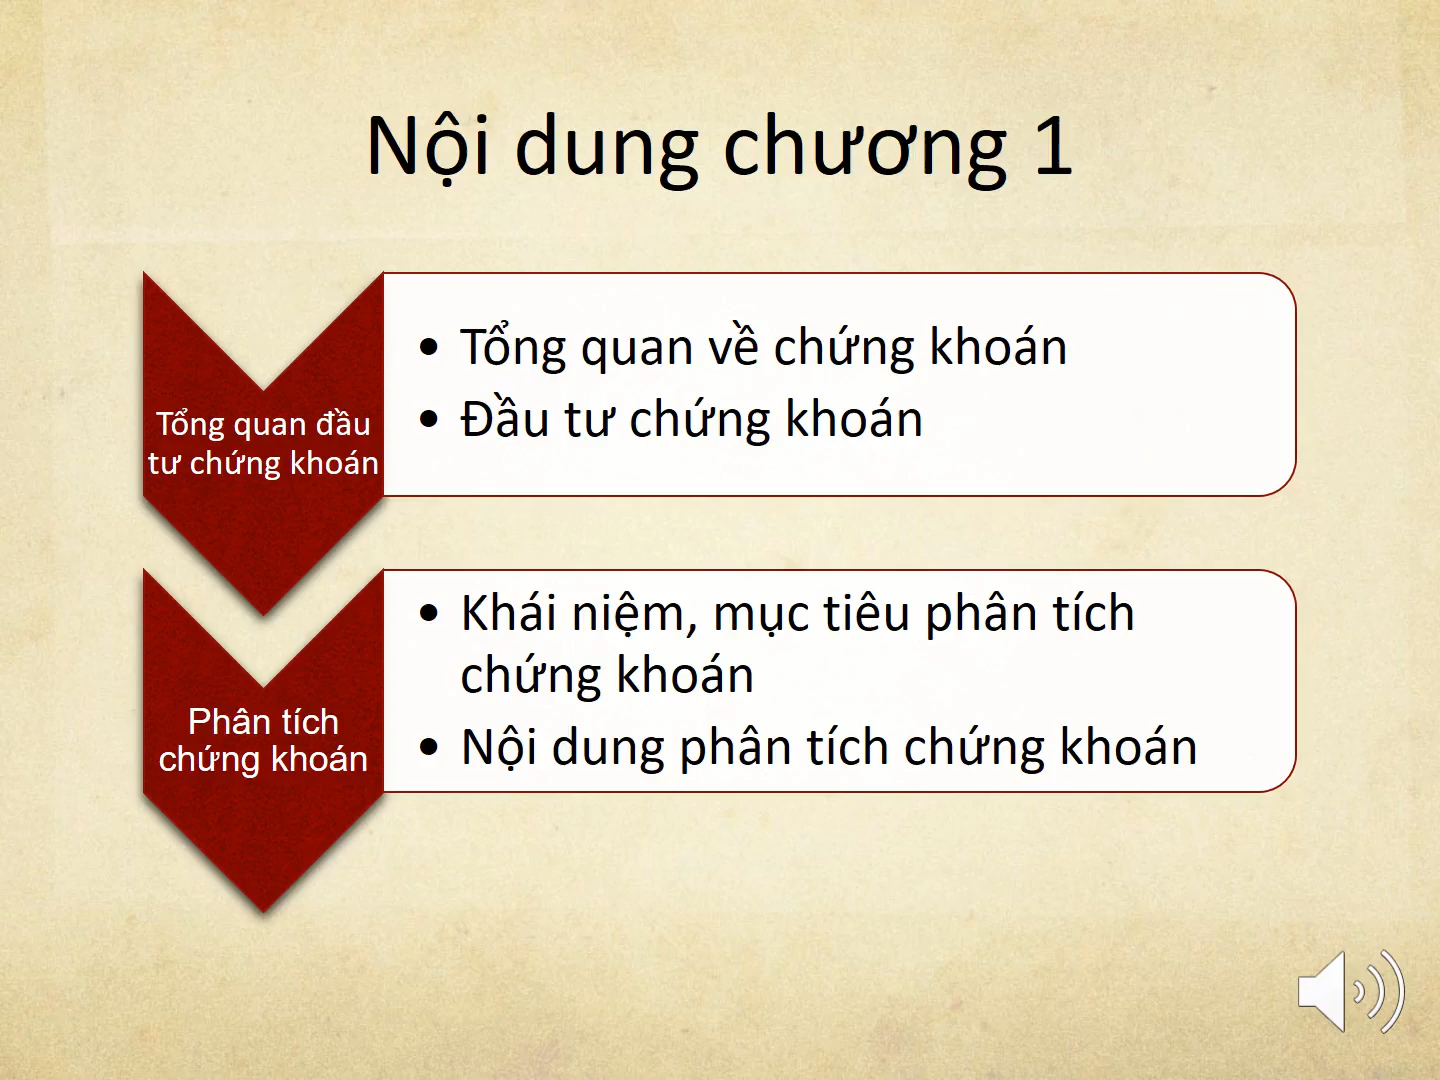 Nội dung chương 1
Tổng quan đầu
tư chứng khoán
• Tổng quan về chứng khoán
• Đầu tư chứng khoán
Phân tích
chứng khoán
• Khái niệm, mục tiêu phân tích
chứng khoán
• Nội dung phân tích chứng khoán